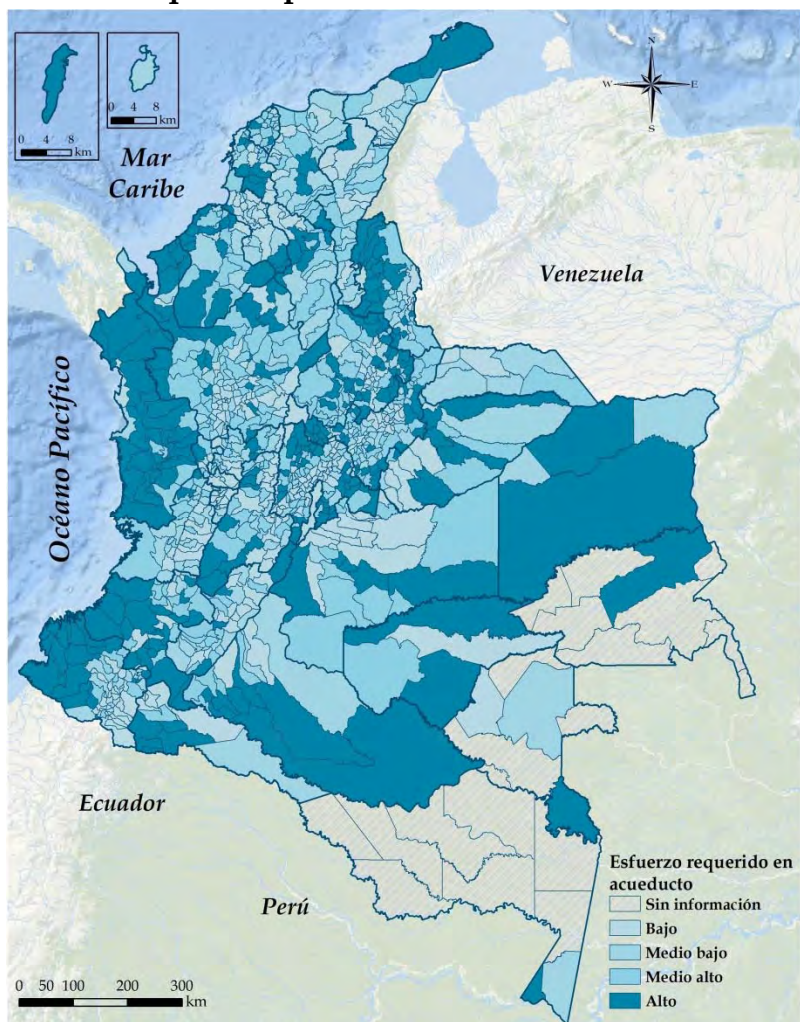 N
W E
S
0 4 8
km
0 4 8
km
Mar
Caribe
Venezuela
Océano Pacífico
Ecuador
Perú
Esfuerzo requerido en
acueducto
Sin información
Bajo
Medio bajo
Medio alto
Alto
0 50 100 200 300
km